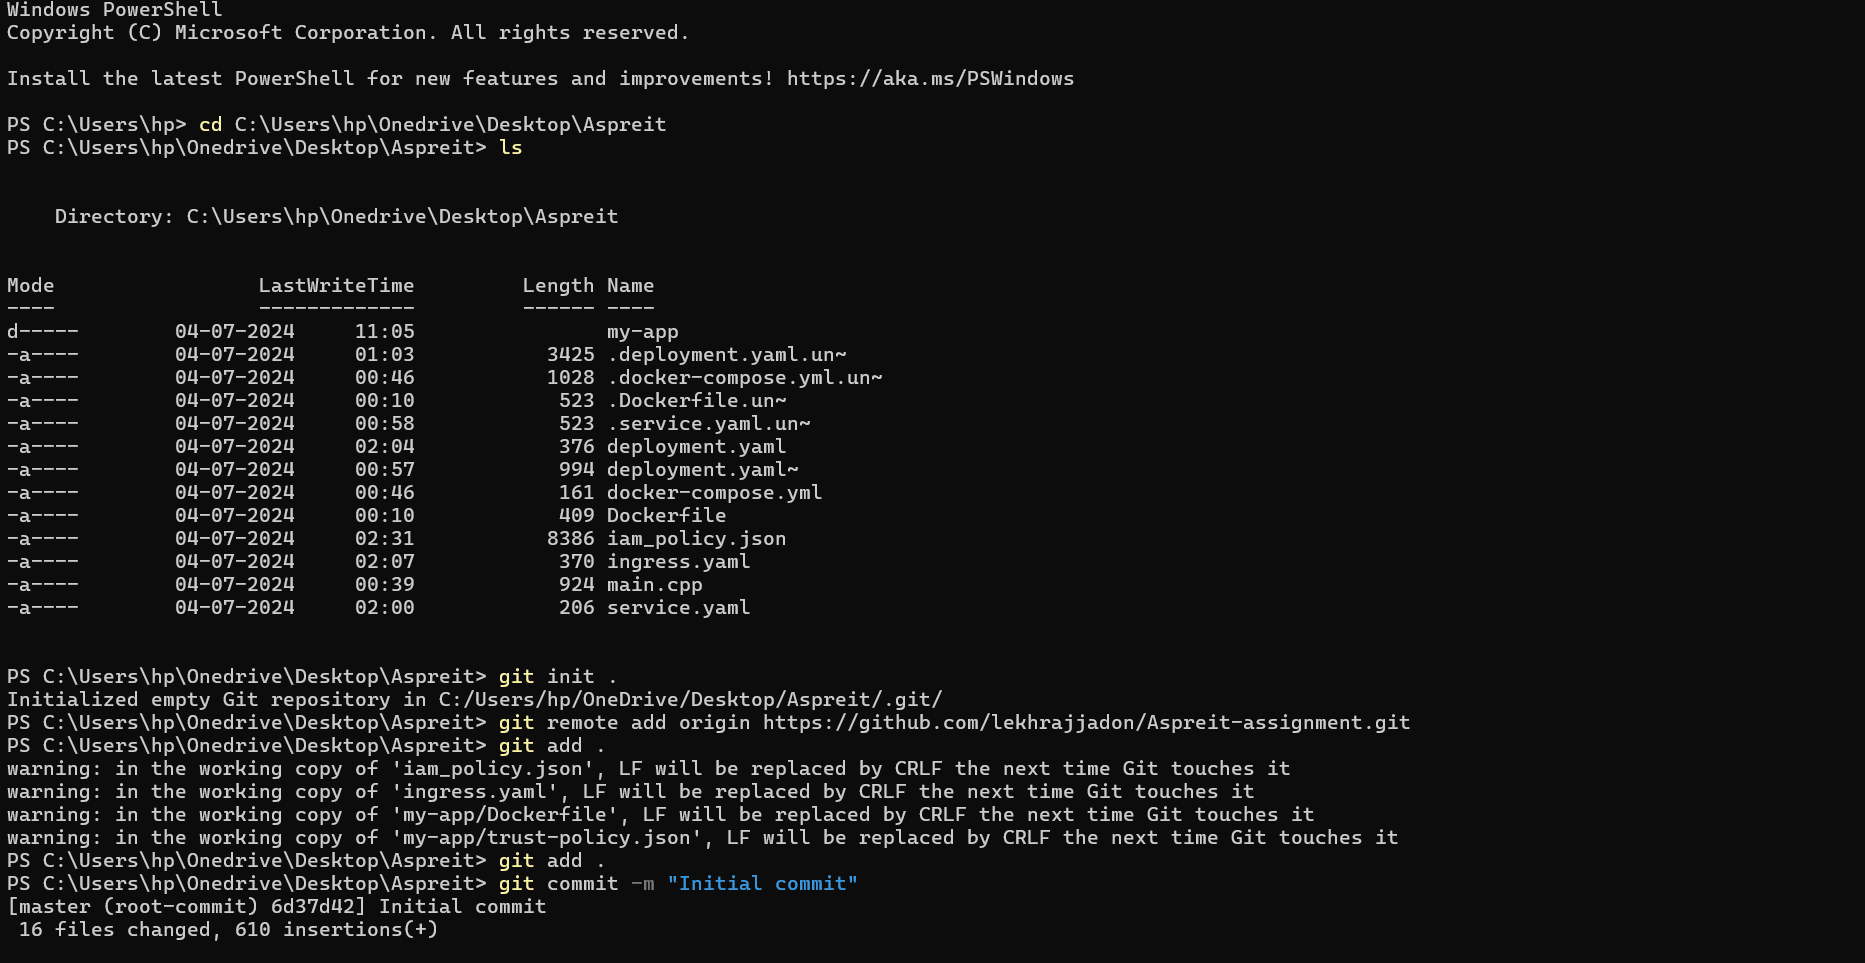 Windows PowerShell
Copyright (C) Microsoft Corporation. All rights reserved.
Install the latest PowerShell for new features and improvements! https://aka.ms/PSWindows
PS C:\Users\hp> cd C:\Users\hp\Onedrive\Desktop\Aspreit
PS C:\Users\hp\Onedrive\Desktop\Aspreit> ls
    Directory: C:\Users\hp\Onedrive\Desktop\Aspreit
Mode                 LastWriteTime         Length Name
----                 -------------         ------ ----
d-----        04-07-2024     11:05                my-app
-a----        04-07-2024     01:03           3425 .deployment.yaml.un~
-a----        04-07-2024     00:46           1028 .docker-compose.yml.un~
-a----        04-07-2024     00:10            523 .Dockerfile.un~
-a----        04-07-2024     00:58            523 .service.yaml.un~
-a----        04-07-2024     02:04            376 deployment.yaml
-a----        04-07-2024     00:57            994 deployment.yaml~
-a----        04-07-2024     00:46            161 docker-compose.yml
-a----        04-07-2024     00:10            409 Dockerfile
-a----        04-07-2024     02:31           8386 iam_policy.json
-a----        04-07-2024     02:07            370 ingress.yaml
-a----        04-07-2024     00:39            924 main.cpp
-a----        04-07-2024     02:00            206 service.yaml
PS C:\Users\hp\Onedrive\Desktop\Aspreit> git init .
Initialized empty Git repository in C:/Users/hp/OneDrive/Desktop/Aspreit/.git/
PS C:\Users\hp\Onedrive\Desktop\Aspreit> git remote add origin https://github.com/lekhrajjadon/Aspreit-assignment.git
PS C:\Users\hp\Onedrive\Desktop\Aspreit> git add .
warning: in the working copy of 'iam_policy.json', LF will be replaced by CRLF the next time Git touches it
warning: in the working copy of 'ingress.yaml', LF will be replaced by CRLF the next time Git touches it
warning: in the working copy of 'my-app/Dockerfile', LF will be replaced by CRLF the next time Git touches it
warning: in the working copy of 'my-app/trust-policy.json', LF will be replaced by CRLF the next time Git touches it
PS C:\Users\hp\Onedrive\Desktop\Aspreit> git add .
PS C:\Users\hp\Onedrive\Desktop\Aspreit> git commit -m "Initial commit"
[master (root-commit) 6d37d42] Initial commit
 16 files changed, 610 insertions(+)